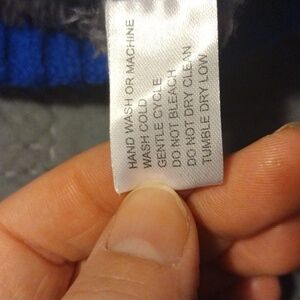 HAND WASH OR MACHINE
WASH COLD
GENTLE CYCLE
DO NOT BLEACH
DO NOT DRY CLEAN
TUMBLE DRY LOW